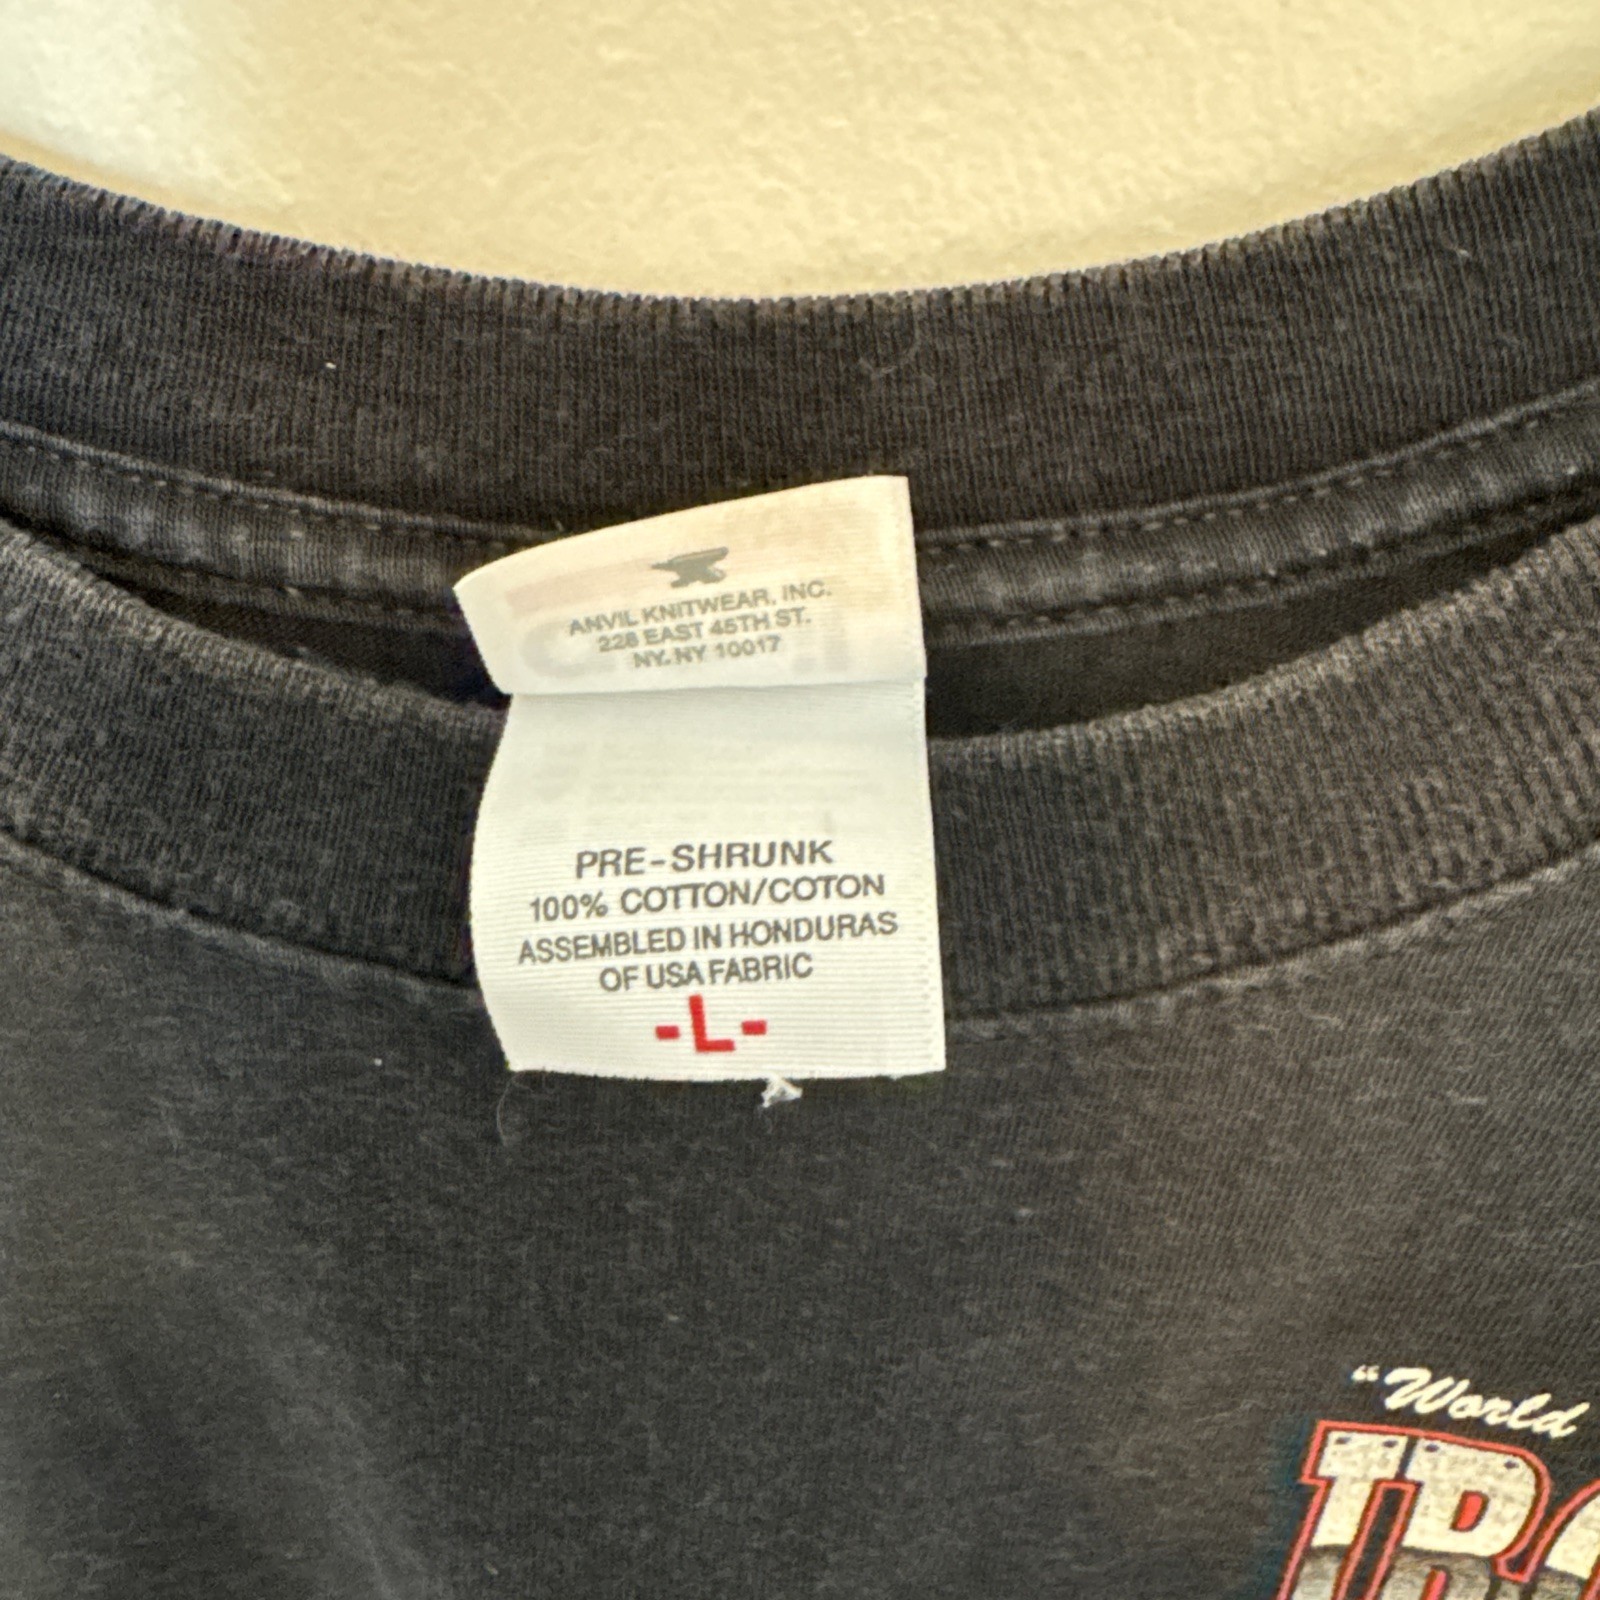 ANVIL KNITWEAR, INC.
228 EAST 45TH ST.
NY. NY 10017
PRE-SHRUNK
100% COTTON/COTON
ASSEMBLED IN HONDURAS
OF USA FABRIC
-L-
"World